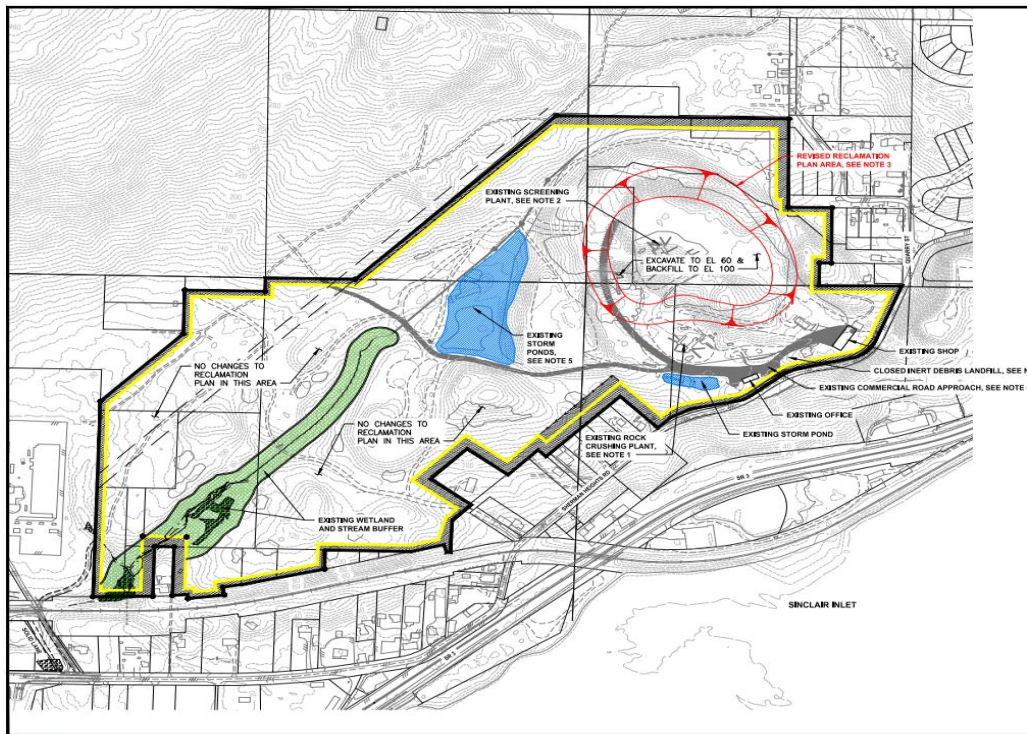 REVISED RECLAMATION
PLAN AREA, SEE NOTE 3
EXISTING SCREENING
PLANT, SEE NOTE 2
EXCAVATE TO EL 60 &
BACKFILL TO EL 100
QUARRY ST
EXISTING
STORM
PONDS,
SEE NOTE 5
EXISTING SHOP
CLOSED INERT DEBRIS LANDFILL, SEE N
EXISTING COMMERCIAL ROAD APPROACH, SEE NOTE
EXISTING OFFICE
EXISTING STORM POND
NO CHANGES TO
RECLAMATION
PLAN IN THIS AREA
NO CHANGES TO
RECLAMATION
PLAN IN THIS AREA
EXISTING ROCK
CRUSHING PLANT,
SEE NOTE 1
SHERMAN HEIGHTS RD
SR 3
EXISTING WETLAND
AND STREAM BUFFER
SINCLAIR INLET
SR 3